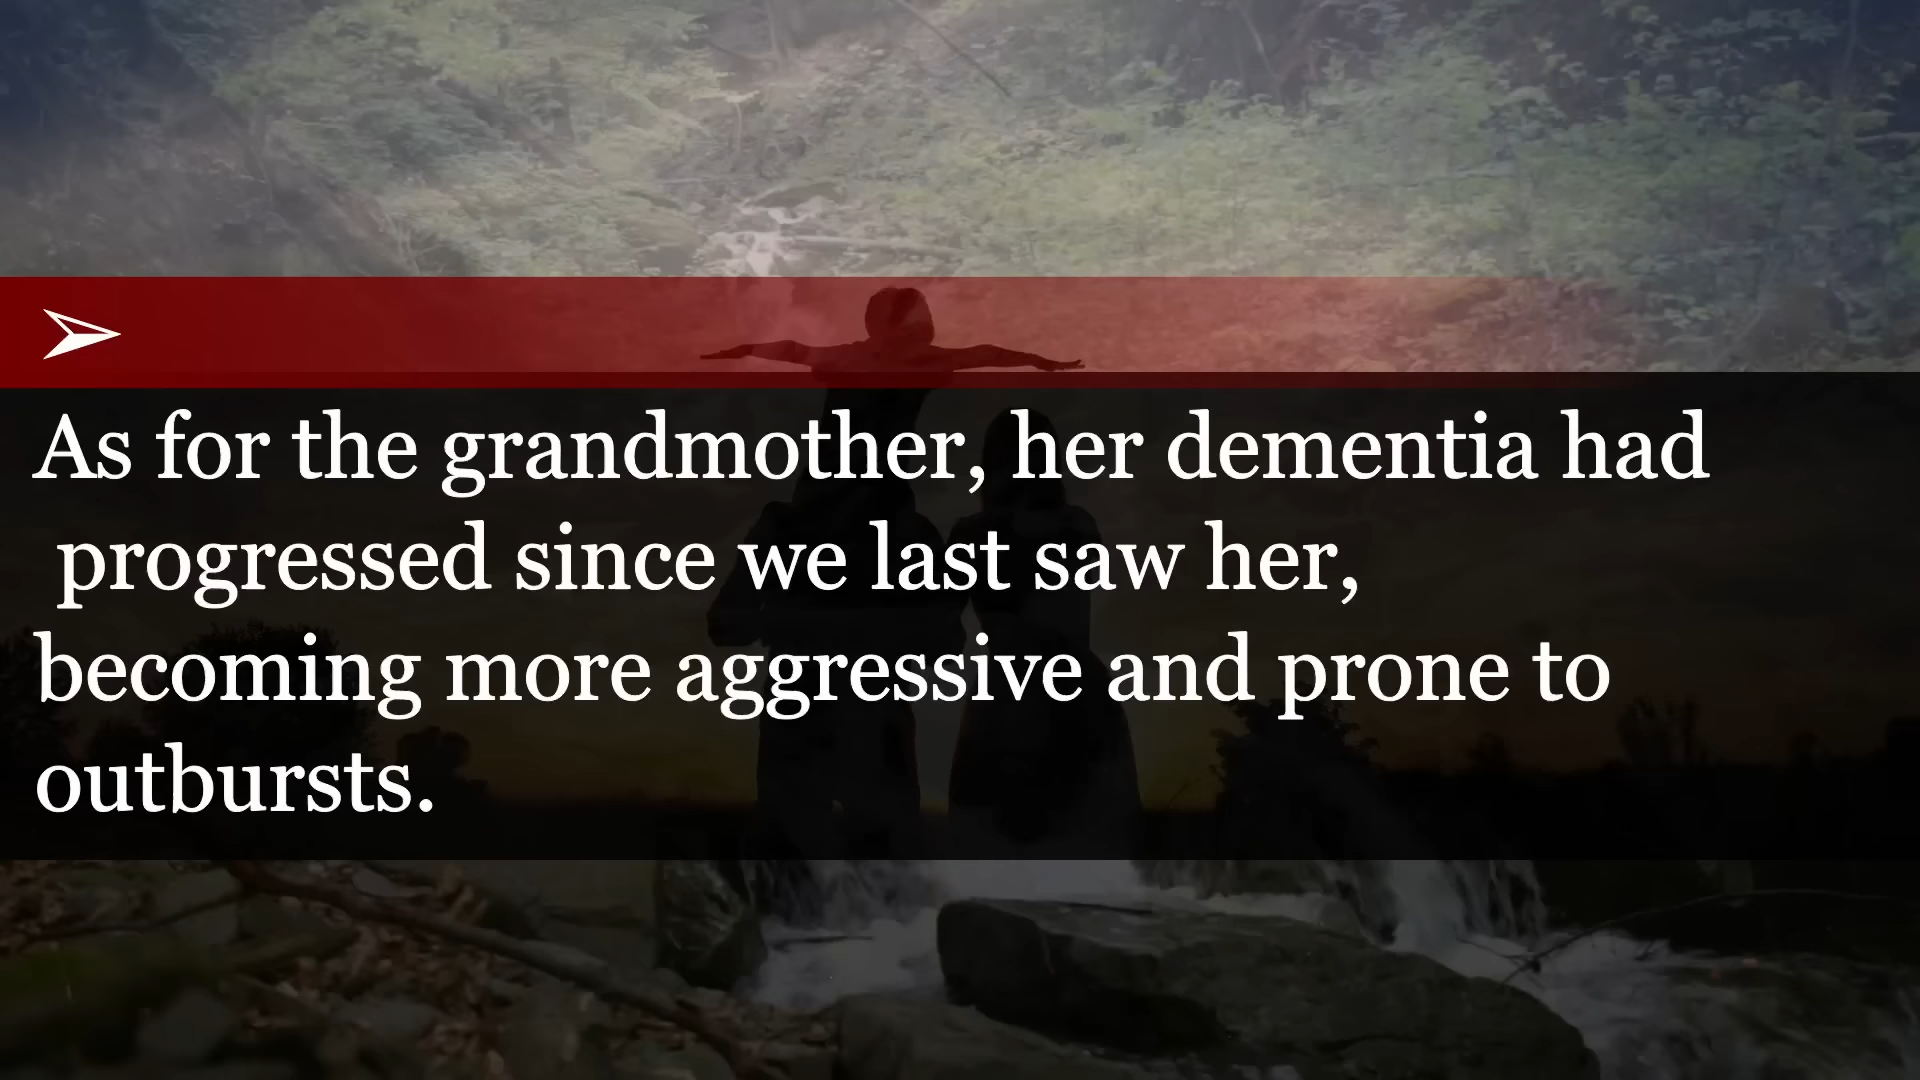 As for the grandmother, her dementia had
progressed since we last saw her,
becoming more aggressive and prone to
outbursts.